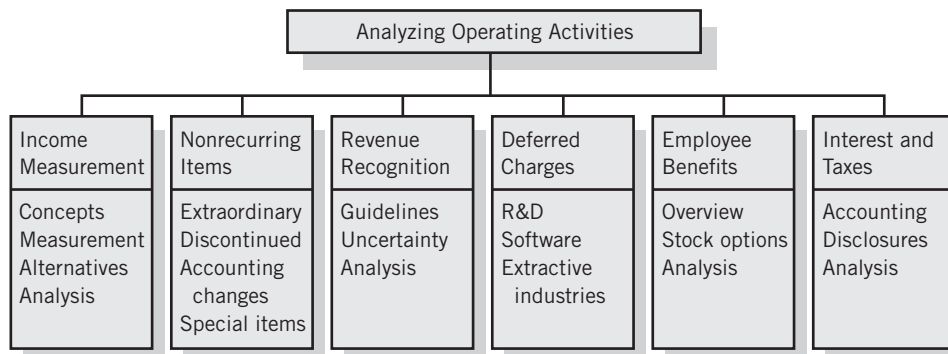 Analyzing Operating Activities
Income
Measurement
Concepts
Measurement
Alternatives
Analysis
Nonrecurring
Items
Extraordinary
Discontinued
Accounting
changes
Special items
Revenue
Recognition
Guidelines
Uncertainty
Analysis
Deferred
Charges
R&D
Software
Extractive
industries
Employee
Benefits
Overview
Stock options
Analysis
Interest and
Taxes
Accounting
Disclosures
Analysis